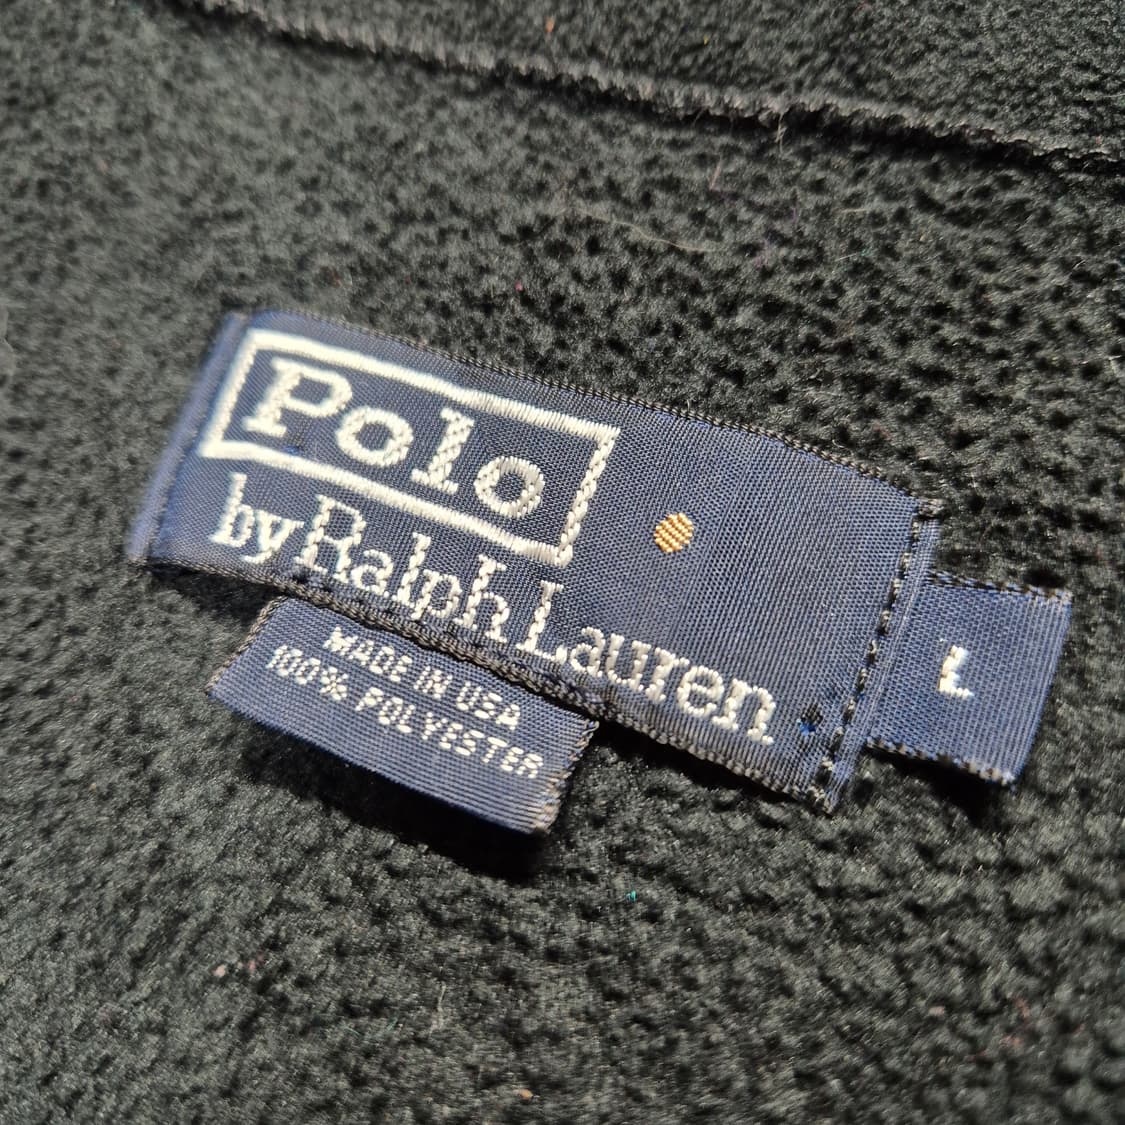 Polo
by Ralph Lauren
L
MADE IN USA
100% POLYESTER